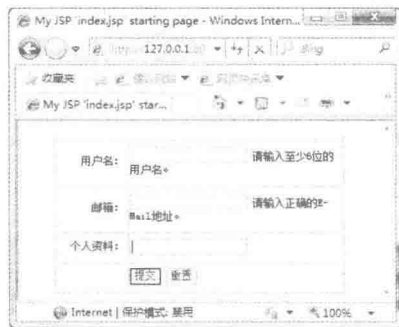 My JSP 'index.jsp' starting page - Windows Intern...
127.0.0.1
Bing
收藏夹
My JSP 'index.jsp' star...
用户名:
请输入至少6位的
用户名。
邮箱:
请输入正确的E-
Mail地址。
个人资料:
提交 重置
Internet | 保护模式: 禁用
100%